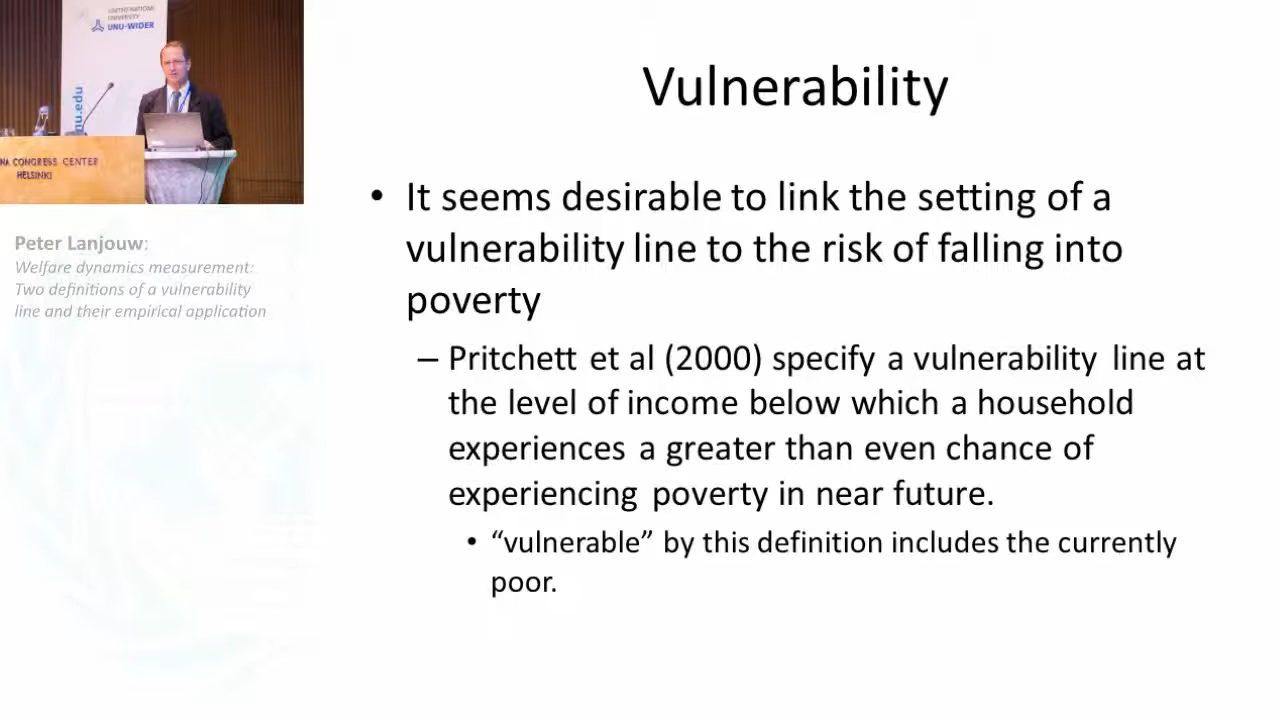 UNITED NATIONS
UNIVERSITY
UNU-WIDER
nu.edu
NA CONGRESS CENTER
HELSINKI
Peter Lanjouw:
Welfare dynamics measurement:
Two definitions of a vulnerability
line and their empirical application
Vulnerability
• It seems desirable to link the setting of a
vulnerability line to the risk of falling into
poverty
– Pritchett et al (2000) specify a vulnerability line at
the level of income below which a household
experiences a greater than even chance of
experiencing poverty in near future.
• “vulnerable” by this definition includes the currently
poor.